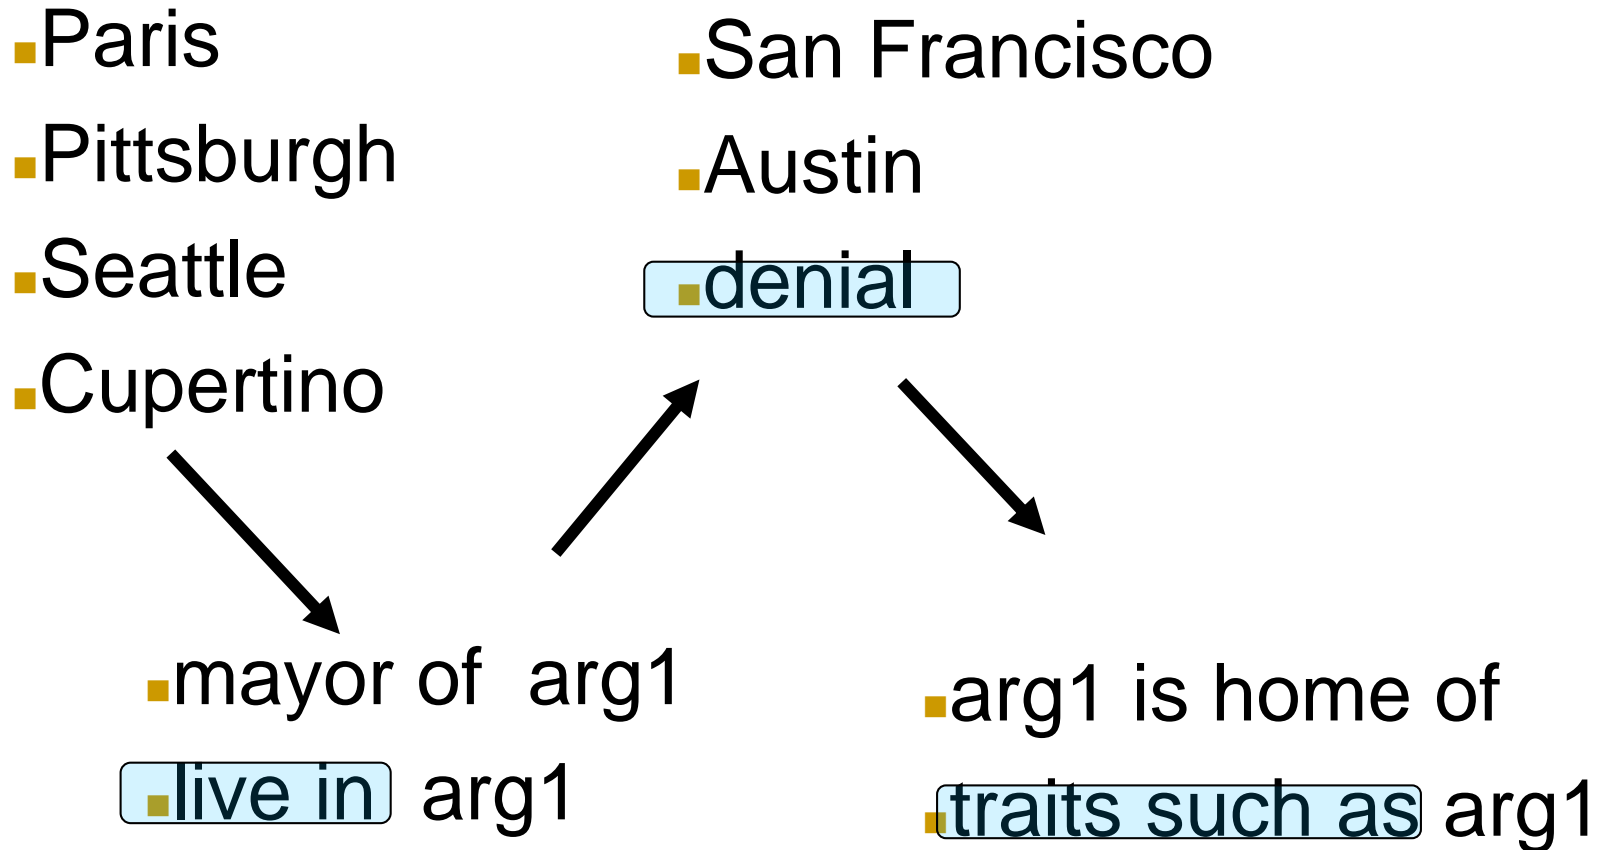 Paris
Pittsburgh
Seattle
Cupertino
San Francisco
Austin
denial
mayor of arg1
live in arg1
arg1 is home of
traits such as arg1